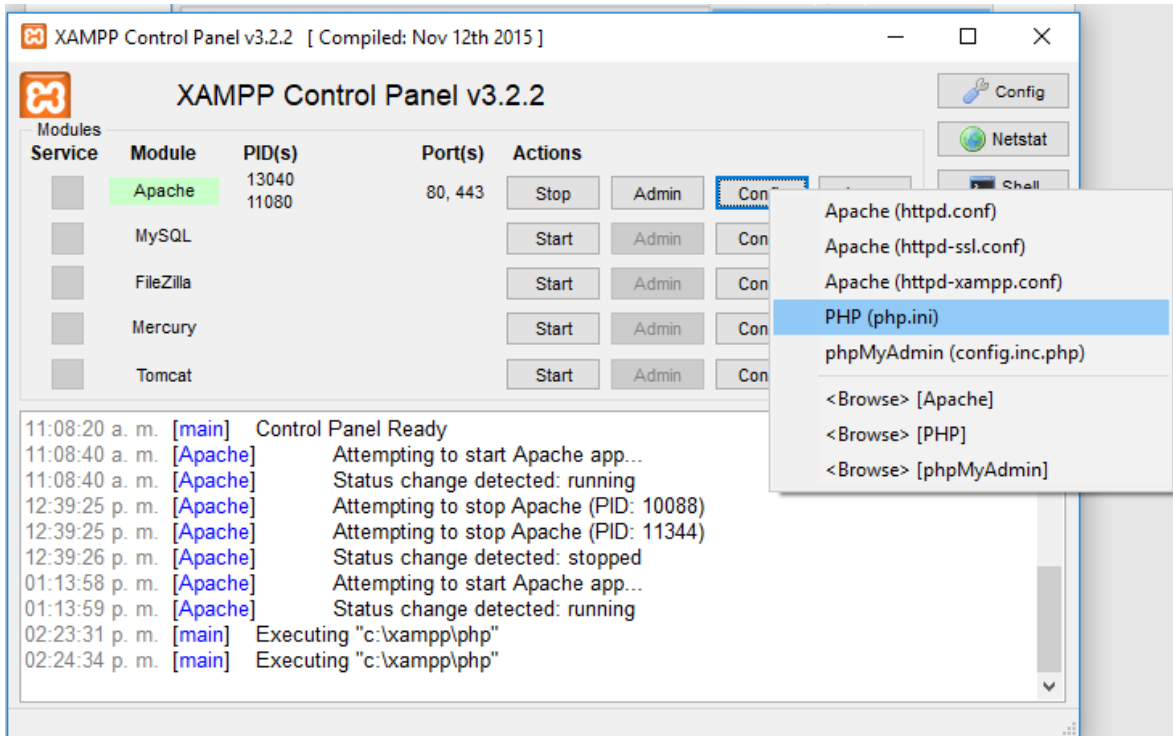 XAMPP Control Panel v3.2.2 [ Compiled: Nov 12th 2015 ]
XAMPP Control Panel v3.2.2
Config
Netstat
Shell
Modules
Service Module PID(s) Port(s) Actions
Apache 13040 11080 80, 443 Stop Admin
MySQL Start Admin
FileZilla Start Admin
Mercury Start Admin
Tomcat Start Admin
Apache (httpd.conf)
Apache (httpd-ssl.conf)
Apache (httpd-xampp.conf)
PHP (php.ini)
phpMyAdmin (config.inc.php)
<Browse> [Apache]
<Browse> [PHP]
<Browse> [phpMyAdmin]
11:08:20 a. m. [main] Control Panel Ready
11:08:40 a. m. [Apache] Attempting to start Apache app...
11:08:40 a. m. [Apache] Status change detected: running
12:39:25 p. m. [Apache] Attempting to stop Apache (PID: 10088)
12:39:25 p. m. [Apache] Attempting to stop Apache (PID: 11344)
12:39:26 p. m. [Apache] Status change detected: stopped
01:13:58 p. m. [Apache] Attempting to start Apache app...
01:13:59 p. m. [Apache] Status change detected: running
02:23:31 p. m. [main] Executing "c:\xampp\php"
02:24:34 p. m. [main] Executing "c:\xampp\php"